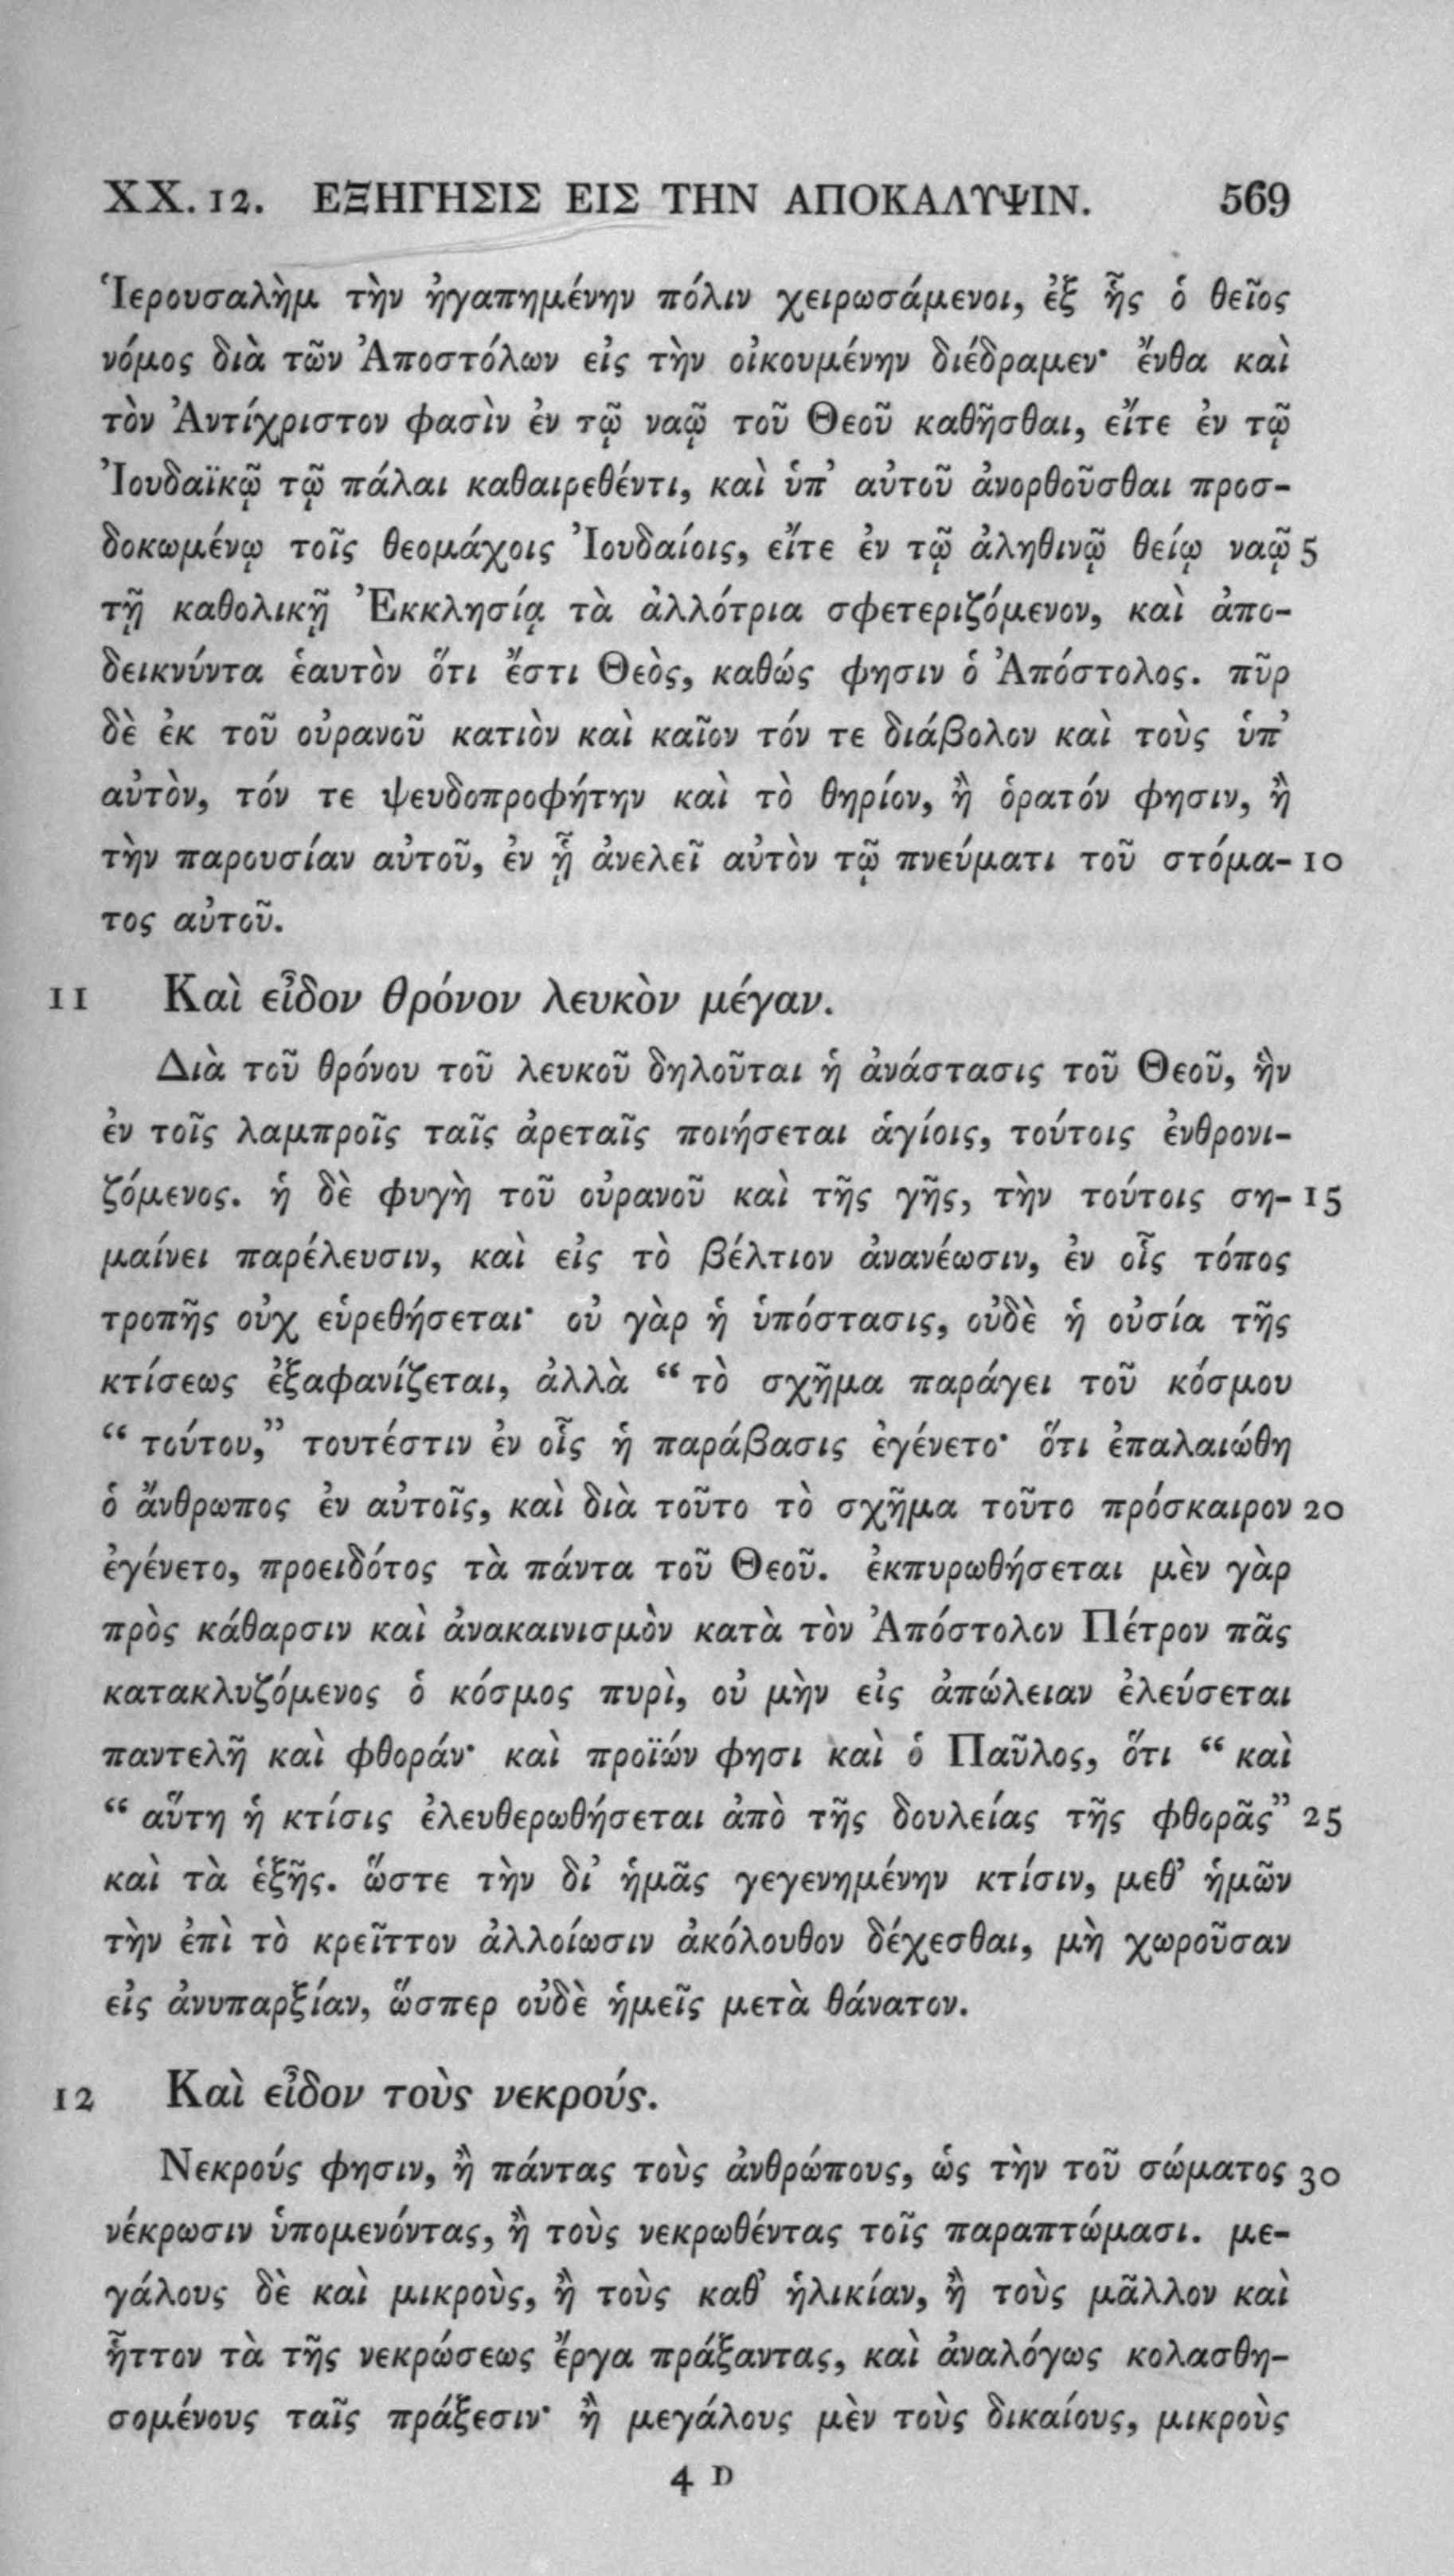 XX. 12. ΕΞΗΓΗΣΙΣ ΕΙΣ ΤΗΝ ΑΠΟΚΑΛΥΨΙΝ. 569
Ἱερουσαλὴμ τὴν ἠγαπημένην πόλιν χειρωσάμενοι, ἐξ ἧς ὁ θεῖος
νόμος διὰ τῶν Ἀποστόλων εἰς τὴν οἰκουμένην διέδραμεν· ἔνθα καὶ
τὸν Ἀντίχριστον φασὶν ἐν τῷ ναῷ τοῦ Θεοῦ καθῆσθαι, εἴτε ἐν τῷ
Ἰουδαϊκῷ τῷ πάλαι καθαιρεθέντι, καὶ ὑπ’ αὐτοῦ ἀνορθοῦσθαι προσ-
δοκωμένῳ τοῖς θεομάχοις Ἰουδαίοις, εἴτε ἐν τῷ ἀληθινῷ θείῳ ναῷ 5
τῇ καθολικῇ Ἐκκλησίᾳ τὰ ἀλλότρια σφετεριζόμενον, καὶ ἀπο-
δεικνύντα ἑαυτὸν ὅτι ἔστι Θεὸς, καθώς φησιν ὁ Ἀπόστολος. πῦρ
δὲ ἐκ τοῦ οὐρανοῦ κατιὸν καὶ καῖον τόν τε διάβολον καὶ τοὺς ὑπ’
αὐτὸν, τόν τε ψευδοπροφήτην καὶ τὸ θηρίον, ἢ ὁρατόν φησιν, ἢ
τὴν παρουσίαν αὐτοῦ, ἐν ᾗ ἀνελεῖ αὐτὸν τῷ πνεύματι τοῦ στόμα- 10
τος αὐτοῦ.
11 Καὶ εἶδον θρόνον λευκὸν μέγαν.
Διὰ τοῦ θρόνου τοῦ λευκοῦ δηλοῦται ἡ ἀνάστασις τοῦ Θεοῦ, ἣν
ἐν τοῖς λαμπροῖς ταῖς ἀρεταῖς ποιήσεται ἁγίοις, τούτοις ἐνθρονι-
ζόμενος. ἡ δὲ φυγὴ τοῦ οὐρανοῦ καὶ τῆς γῆς, τὴν τούτοις ση- 15
μαίνει παρέλευσιν, καὶ εἰς τὸ βέλτιον ἀνανέωσιν, ἐν οἷς τόπος
τροπῆς οὐχ εὑρεθήσεται· οὐ γὰρ ἡ ὑπόστασις, οὐδὲ ἡ οὐσία τῆς
κτίσεως ἐξαφανίζεται, ἀλλὰ “ τὸ σχῆμα παράγει τοῦ κόσμου
“ τούτου,” τουτέστιν ἐν οἷς ἡ παράβασις ἐγένετο· ὅτι ἐπαλαιώθη
ὁ ἄνθρωπος ἐν αὐτοῖς, καὶ διὰ τοῦτο τὸ σχῆμα τοῦτο πρόσκαιρον 20
ἐγένετο, προειδότος τὰ πάντα τοῦ Θεοῦ. ἐκπυρωθήσεται μὲν γὰρ
πρὸς κάθαρσιν καὶ ἀνακαινισμὸν κατὰ τὸν Ἀπόστολον Πέτρον πᾶς
κατακλυζόμενος ὁ κόσμος πυρὶ, οὐ μὴν εἰς ἀπώλειαν ἐλεύσεται
παντελῆ καὶ φθοράν· καὶ προϊών φησι καὶ ὁ Παῦλος, ὅτι “ καὶ
“ αὕτη ἡ κτίσις ἐλευθερωθήσεται ἀπὸ τῆς δουλείας τῆς φθορᾶς” 25
καὶ τὰ ἑξῆς. ὥστε τὴν δι’ ἡμᾶς γεγενημένην κτίσιν, μεθ’ ἡμῶν
τὴν ἐπὶ τὸ κρεῖττον ἀλλοίωσιν ἀκόλουθον δέχεσθαι, μὴ χωροῦσαν
εἰς ἀνυπαρξίαν, ὥσπερ οὐδὲ ἡμεῖς μετὰ θάνατον.
12 Καὶ εἶδον τοὺς νεκρούς.
Νεκρούς φησιν, ἢ πάντας τοὺς ἀνθρώπους, ὡς τὴν τοῦ σώματος 30
νέκρωσιν ὑπομενόντας, ἢ τοὺς νεκρωθέντας τοῖς παραπτώμασι. με-
γάλους δὲ καὶ μικροὺς, ἢ τοὺς καθ’ ἡλικίαν, ἢ τοὺς μᾶλλον καὶ
ἧττον τὰ τῆς νεκρώσεως ἔργα πράξαντας, καὶ ἀναλόγως κολασθη-
σομένους ταῖς πράξεσιν· ἢ μεγάλους μὲν τοὺς δικαίους, μικροὺς
4 D